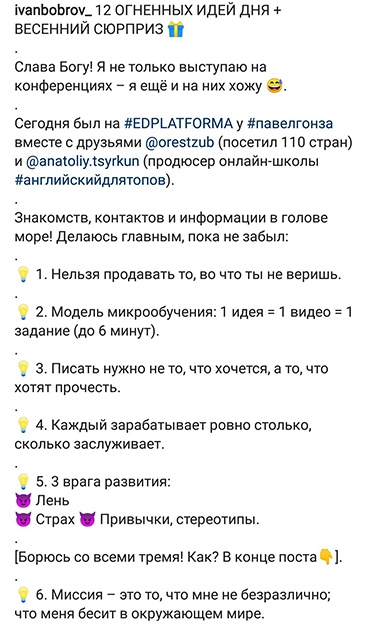 ivanbobrov_ 12 ОГНЕННЫХ ИДЕЙ ДНЯ +
ВЕСЕННИЙ СЮРПРИЗ 🎁
.
Слава Богу! Я не только выступаю на
конференциях – я ещё и на них хожу 😅.
.
Сегодня был на #EDPLATFORMA у #павелгонза
вместе с друзьями @orestzub (посетил 110 стран)
и @anatoliy.tsyrkun (продюсер онлайн-школы
#английскийдлятопов).
.
Знакомств, контактов и информации в голове
море! Делаюсь главным, пока не забыл:
.
💡 1. Нельзя продавать то, во что ты не веришь.
.
💡 2. Модель микрообучения: 1 идея = 1 видео = 1
задание (до 6 минут).
.
💡 3. Писать нужно не то, что хочется, а то, что
хотят прочесть.
.
💡 4. Каждый зарабатывает ровно столько,
сколько заслуживает.
.
💡 5. 3 врага развития:
😈 Лень
😈 Страх 😈 Привычки, стереотипы.
.
[Борюсь со всеми тремя! Как? В конце поста👇].
.
💡 6. Миссия – это то, что мне не безразлично;
что меня бесит в окружающем мире.